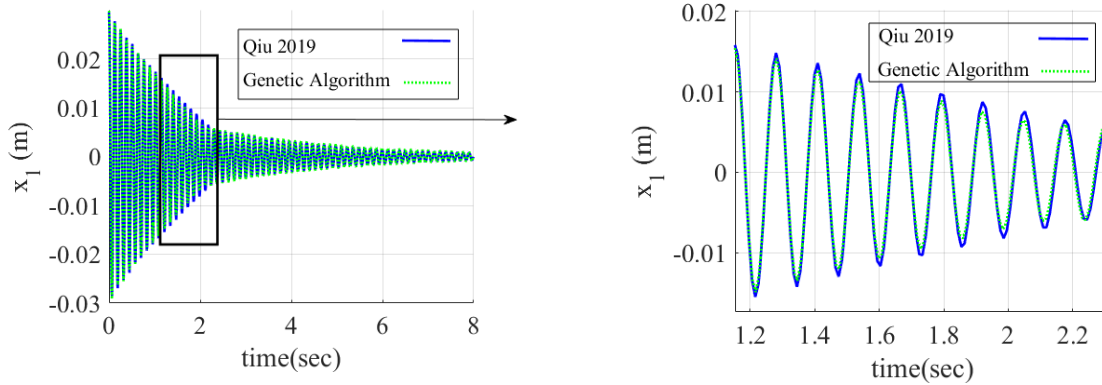 0.02
0.01
0
-0.01
-0.02
-0.03
x1 (m)
Qiu 2019
Genetic Algorithm
0 2 4 6 8
time(sec)
0.02
0.01
0
-0.01
x1 (m)
Qiu 2019
Genetic Algorithm
1.2 1.4 1.6 1.8 2 2.2
time(sec)